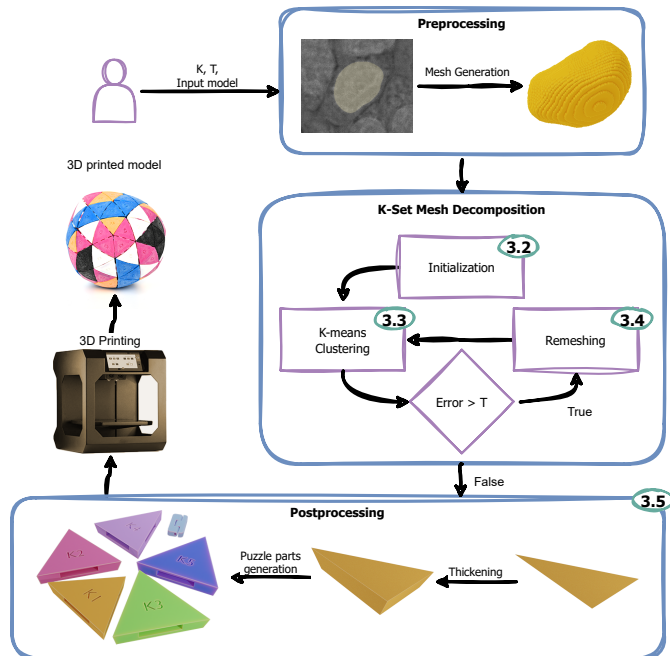 Preprocessing
K, T,
Input model
Mesh Generation
3D printed model
K-Set Mesh Decomposition
3.2
Initialization
3.3
K-means
Clustering
3.4
Remeshing
3D Printing
Error > T
True
False
3.5
Postprocessing
K2
K1
K3
Puzzle parts
generation
Thickening